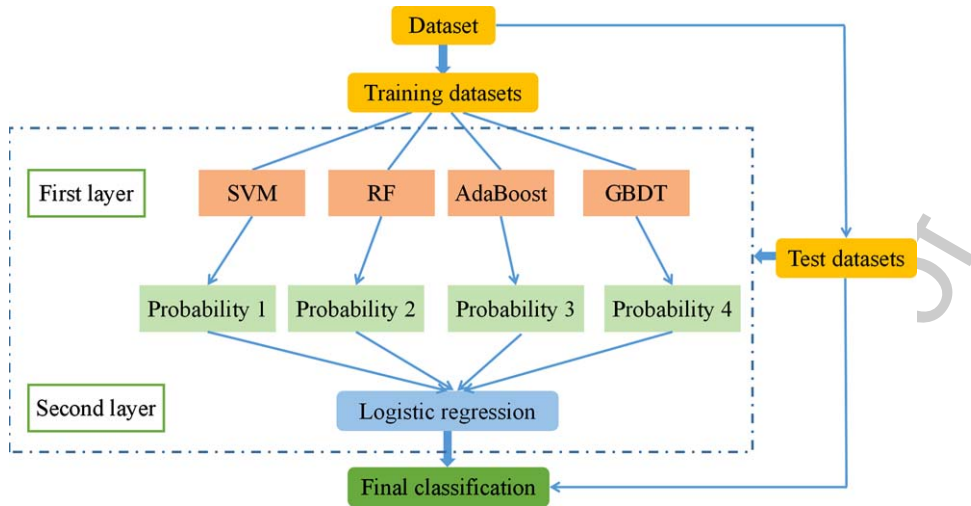 Dataset
Training datasets
First layer
SVM
RF
AdaBoost
GBDT
Test datasets
Probability 1
Probability 2
Probability 3
Probability 4
Second layer
Logistic regression
Final classification